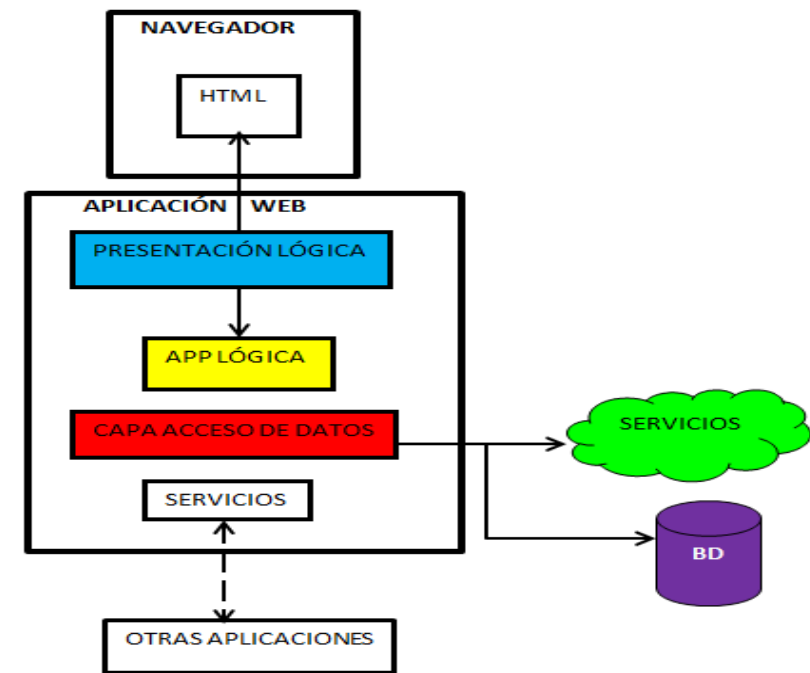 NAVEGADOR
HTML
APLICACIÓN WEB
PRESENTACIÓN LÓGICA
APP LÓGICA
CAPA ACCESO DE DATOS
SERVICIOS
SERVICIOS
BD
OTRAS APLICACIONES